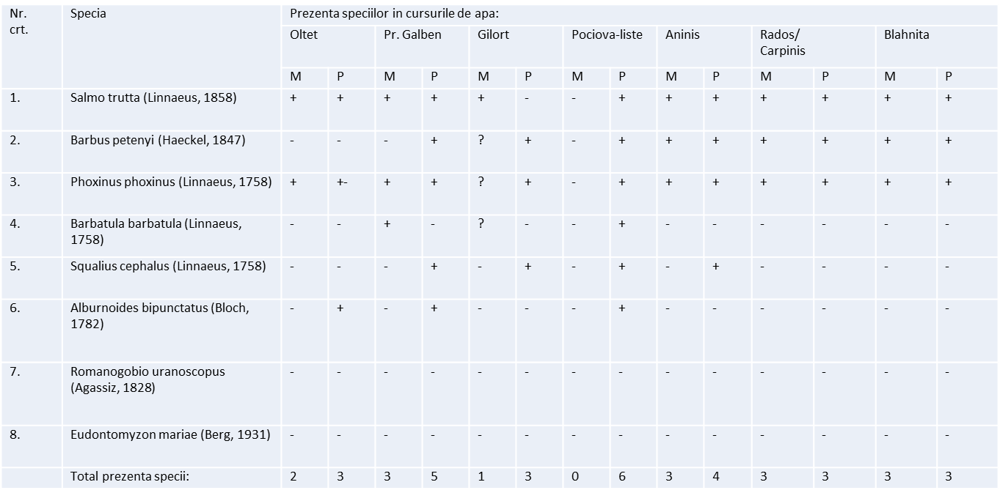 Nr. crt. Specia Prezenta speciilor in cursurile de apa:
Oltet Pr. Galben Gilort Pociova-liste Aninis Rados/ Carpinis Blahnita
M P M P M P M P M P M P M P
1. Salmo trutta (Linnaeus, 1858) + + + + + - - + + + + + + +
2. Barbus petenyi (Haeckel, 1847) - - - + ? + - + + + + + + +
3. Phoxinus phoxinus (Linnaeus, 1758) + +- + + ? + - + + + + + + +
4. Barbatula barbatula (Linnaeus, 1758) - - + - ? - - + - - - - - -
5. Squalius cephalus (Linnaeus, 1758) - - - + - + - + - + - - - -
6. Alburnoides bipunctatus (Bloch, 1782) - + - + - - - + - - - - - -
7. Romanogobio uranoscopus (Agassiz, 1828) - - - - - - - - - - - - - -
8. Eudontomyzon mariae (Berg, 1931) - - - - - - - - - - - - - -
Total prezenta specii: 2 3 3 5 1 3 0 6 3 4 3 3 3 3